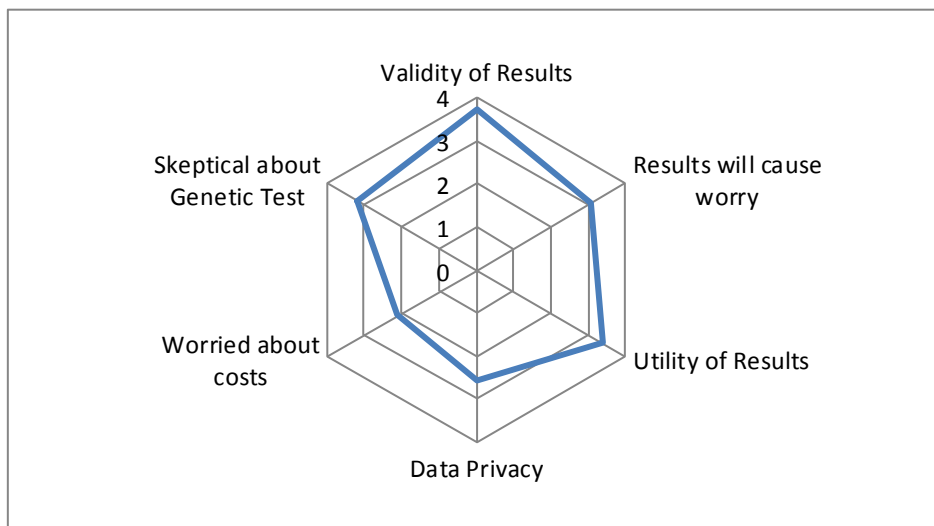 Validity of Results
4
3
2
1
0
Results will cause
worry
Utility of Results
Data Privacy
Worried about
costs
Skeptical about
Genetic Test